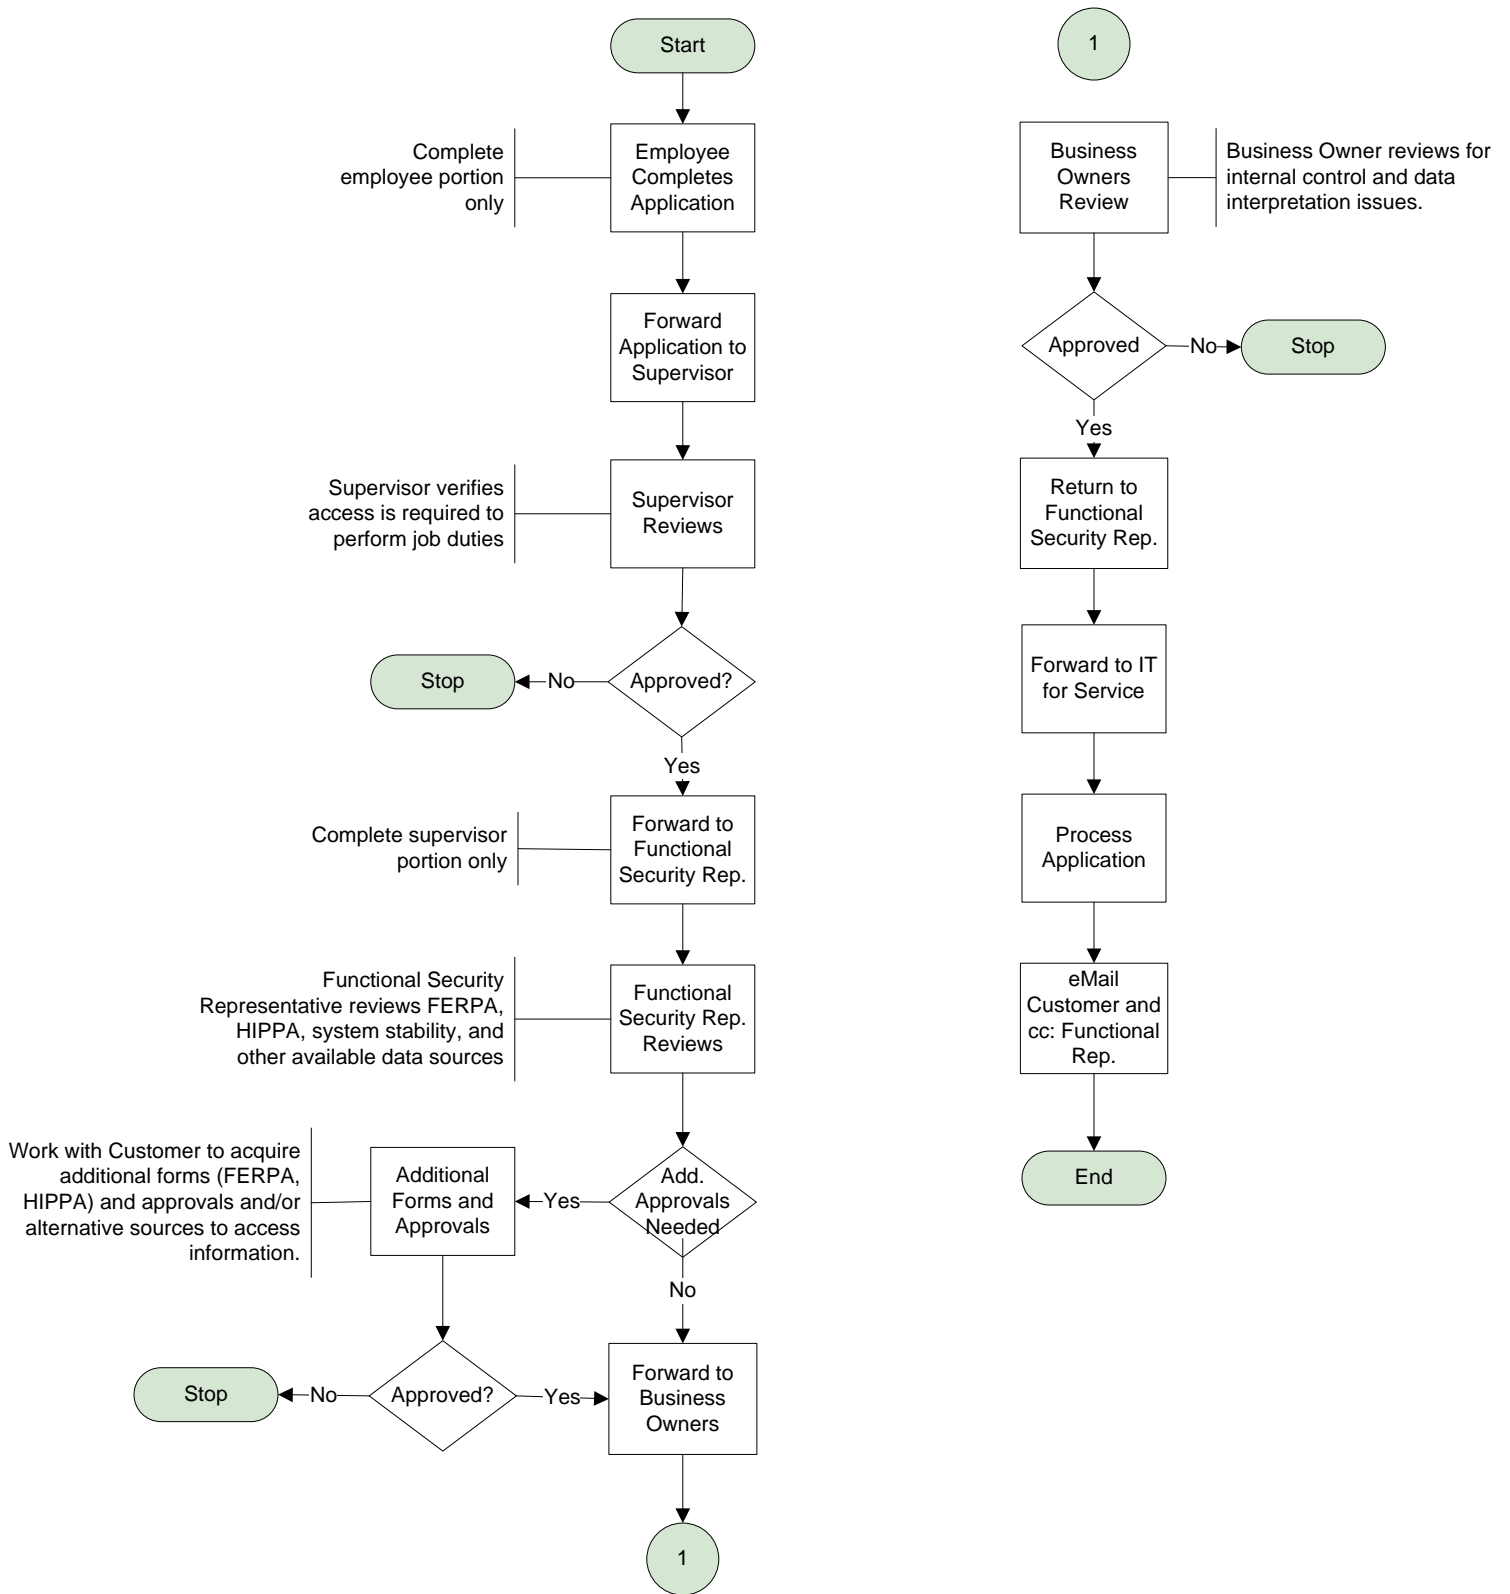 Start
Complete
employee portion
only
Employee
Completes
Application
Forward
Application to
Supervisor
Supervisor verifies
access is required to
perform job duties
Supervisor
Reviews
Approved?
No
Stop
Yes
Complete supervisor
portion only
Forward to
Functional
Security Rep.
Functional Security
Representative reviews FERPA,
HIPPA, system stability, and
other available data sources
Functional
Security Rep.
Reviews
Add.
Approvals
Needed
Yes
Additional
Forms and
Approvals
Work with Customer to acquire
additional forms (FERPA,
HIPPA) and approvals and/or
alternative sources to access
information.
No
Approved?
No
Stop
Yes
Forward to
Business
Owners
1
1
Business
Owners
Review
Business Owner reviews for
internal control and data
interpretation issues.
Approved
No
Stop
Yes
Return to
Functional
Security Rep.
Forward to IT
for Service
Process
Application
eMail
Customer and
cc: Functional
Rep.
End